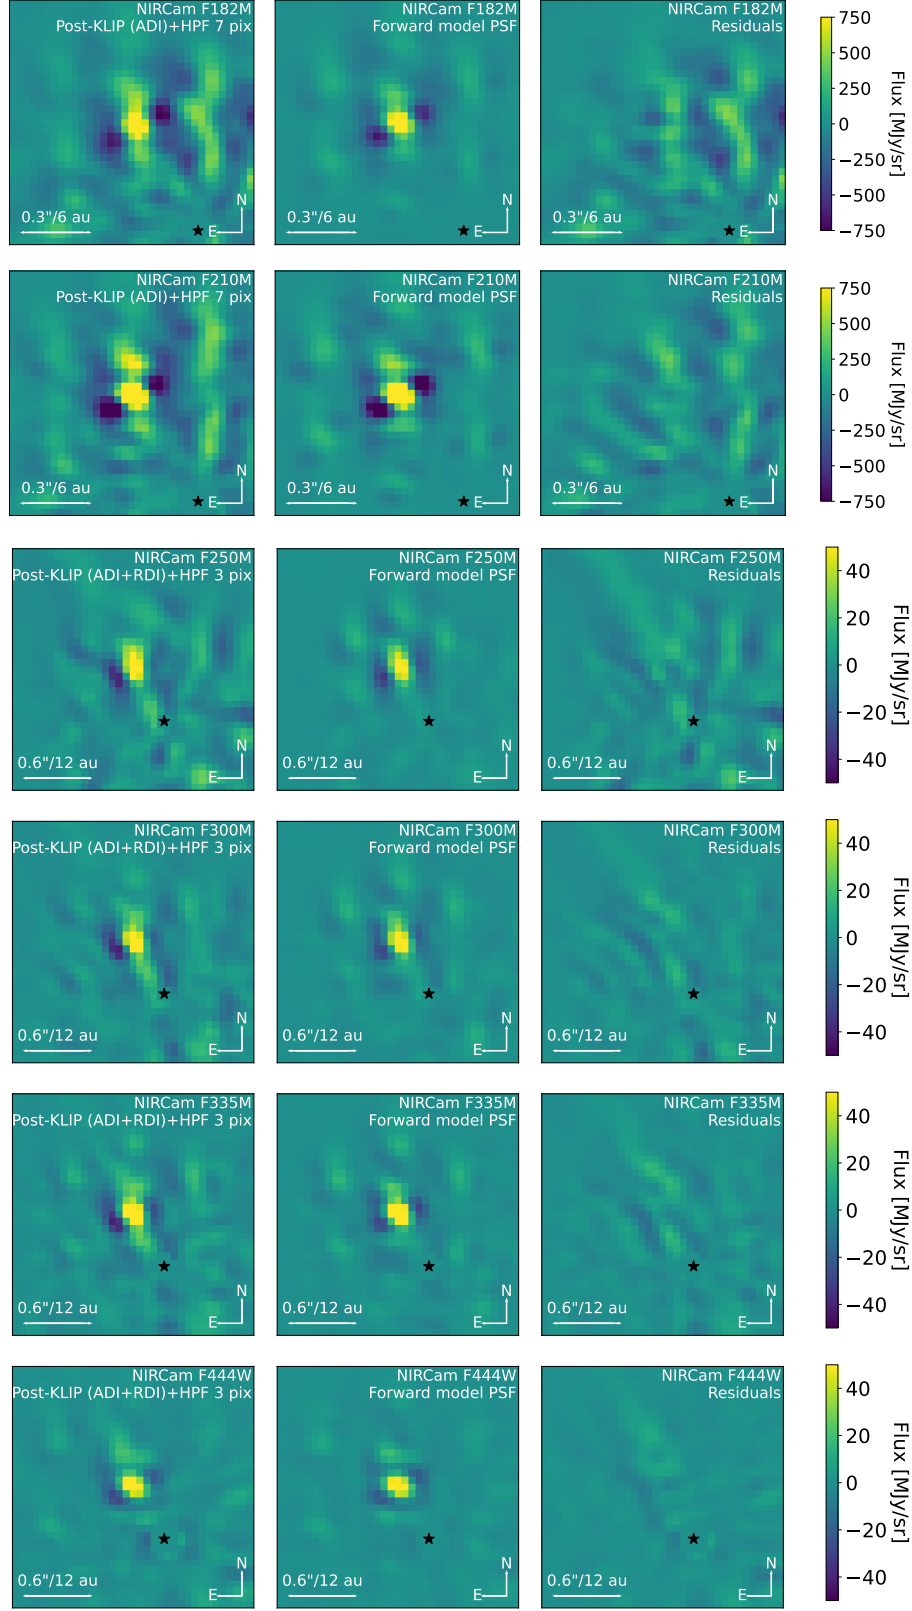 NIRCam F182M
Post-KLIP (ADI)+HPF 7 pix
0.3"/6 au
N
E
NIRCam F182M
Forward model PSF
0.3"/6 au
N
E
NIRCam F182M
Residuals
0.3"/6 au
N
E
750
500
250
0
−250
−500
−750
Flux [MJy/sr]
NIRCam F210M
Post-KLIP (ADI)+HPF 7 pix
0.3"/6 au
N
E
NIRCam F210M
Forward model PSF
0.3"/6 au
N
E
NIRCam F210M
Residuals
0.3"/6 au
N
E
750
500
250
0
−250
−500
−750
Flux [MJy/sr]
NIRCam F250M
Post-KLIP (ADI+RDI)+HPF 3 pix
0.6"/12 au
N
E
NIRCam F250M
Forward model PSF
0.6"/12 au
N
E
NIRCam F250M
Residuals
0.6"/12 au
N
E
40
20
0
−20
−40
Flux [MJy/sr]
NIRCam F300M
Post-KLIP (ADI+RDI)+HPF 3 pix
0.6"/12 au
N
E
NIRCam F300M
Forward model PSF
0.6"/12 au
N
E
NIRCam F300M
Residuals
0.6"/12 au
N
E
40
20
0
−20
−40
Flux [MJy/sr]
NIRCam F335M
Post-KLIP (ADI+RDI)+HPF 3 pix
0.6"/12 au
N
E
NIRCam F335M
Forward model PSF
0.6"/12 au
N
E
NIRCam F335M
Residuals
0.6"/12 au
N
E
40
20
0
−20
−40
Flux [MJy/sr]
NIRCam F444W
Post-KLIP (ADI+RDI)+HPF 3 pix
0.6"/12 au
N
E
NIRCam F444W
Forward model PSF
0.6"/12 au
N
E
NIRCam F444W
Residuals
0.6"/12 au
N
E
40
20
0
−20
−40
Flux [MJy/sr]